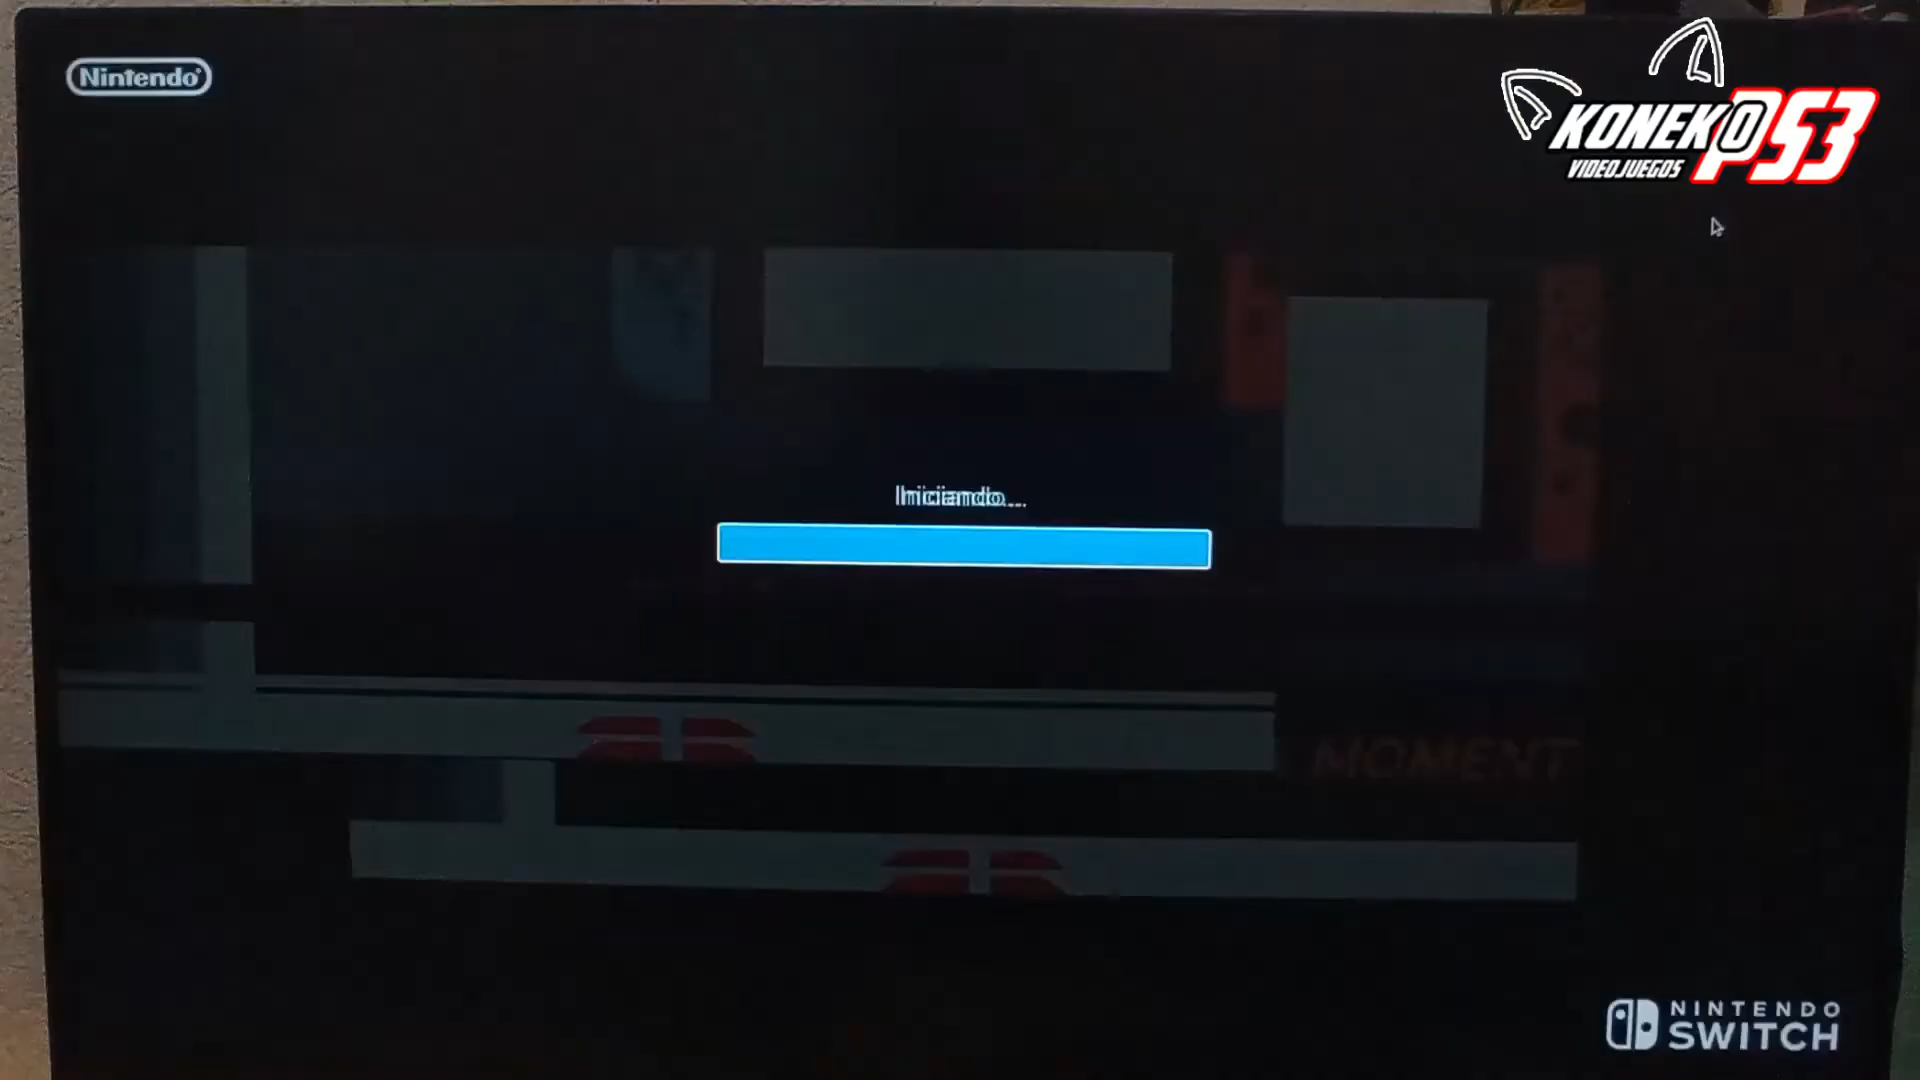 Nintendo
KONEKO PS3
VIDEOJUEGOS
Iniciando...
MOMENT
NINTENDO
SWITCH